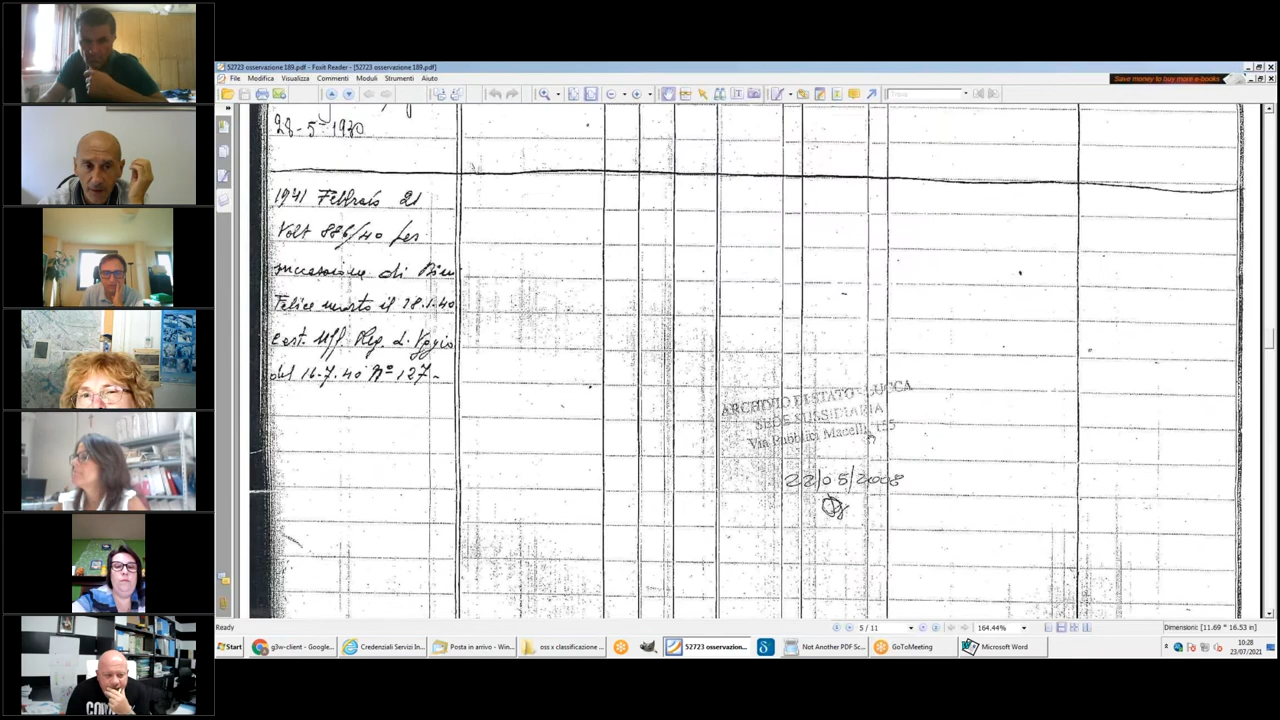 52723 osservazione 189.pdf - Foxit Reader - [52723 osservazione 189.pdf]
File Modifica Visualizza Commenti Moduli Strumenti Aiuto
Save money to buy more e-books
28-5-1930
1941 Febbraio 21
Volt 886/40 per
successione di
Felice morto il 28.1.40
Uff. Reg.
del 16-7-40 Nº 127-
ARCHIVIO DI STATO LUCCA
SEDE SUSSIDIARIA
Via Pubblici Macelli 155
22/05/2008
Ready
5 / 11
164.44%
Dimensioni: [11.69 * 16.53 in]
Start
g3w-client - Google...
Credenziali Servizi In...
Posta in arrivo - Win...
oss x classificazione ...
52723 osservazion...
Not Another PDF Sc...
GoToMeeting
Microsoft Word
10:28
23/07/2021